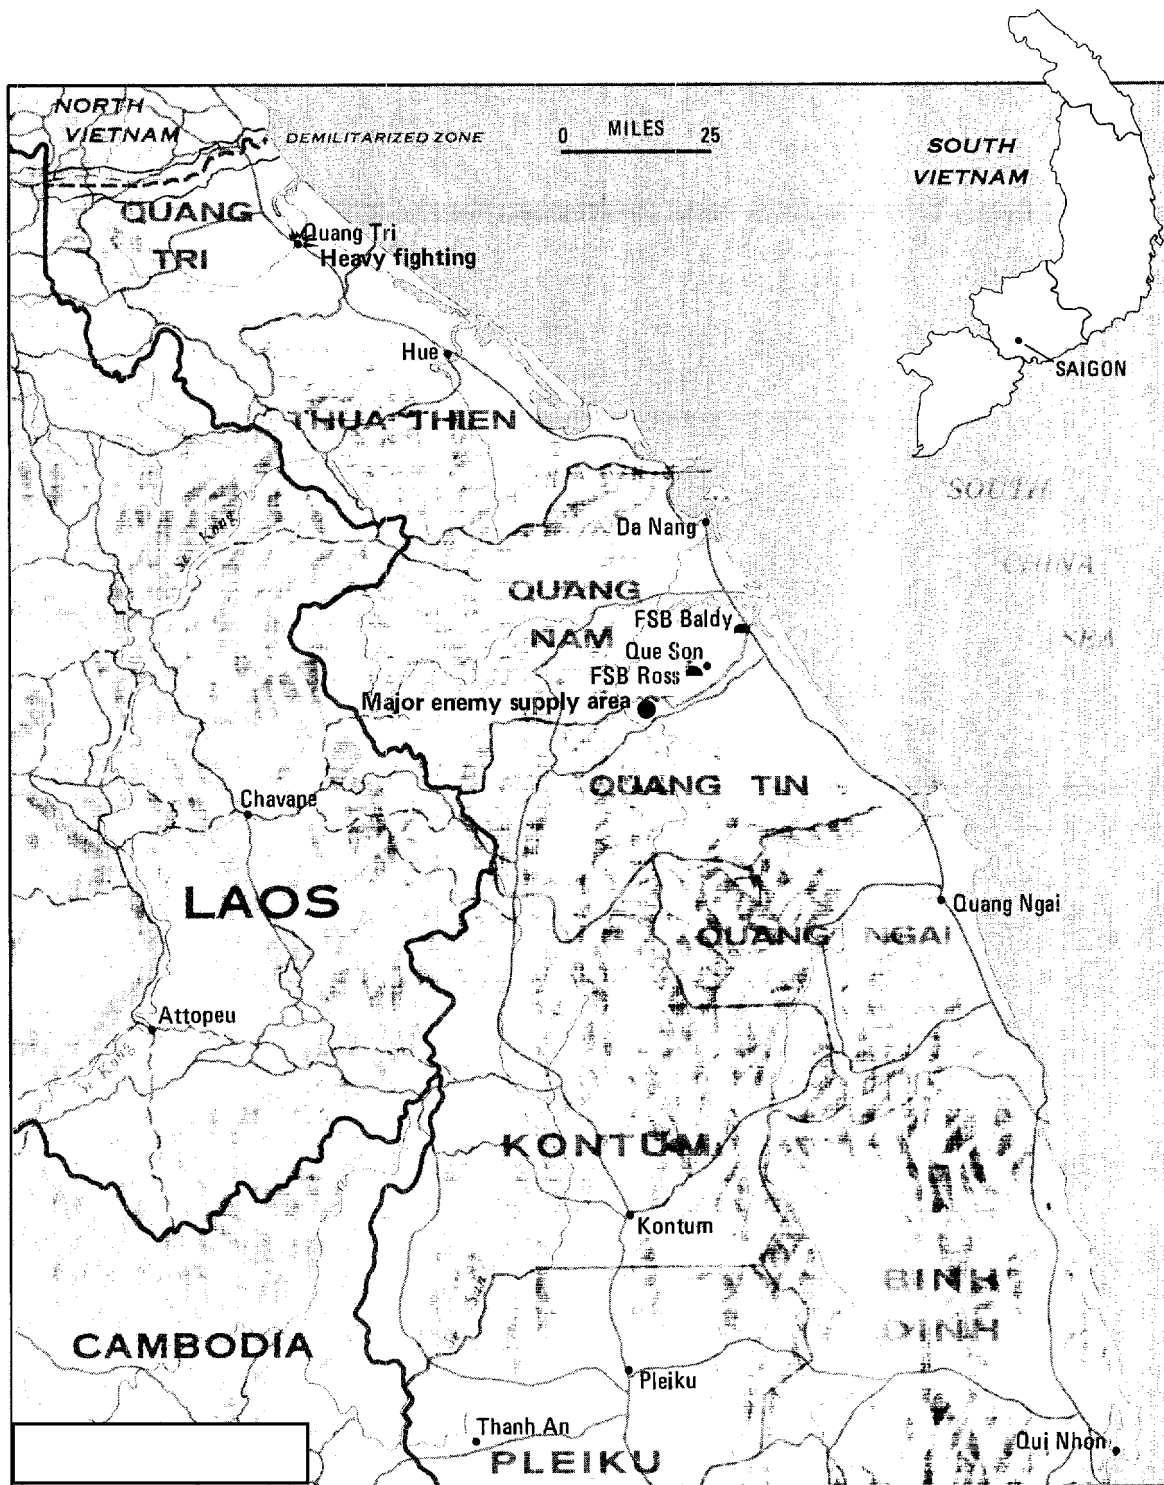 NORTH
VIETNAM
DEMILITARIZED ZONE
0 MILES 25
SOUTH
VIETNAM
QUANG
TRI
Quang Tri
Heavy fighting
Hue
SAIGON
THUA-THIEN
SOUTH
CHINA
SEA
Kong
Da Nang
QUANG
NAM
FSB Baldy
Que Son
FSB Ross
Major enemy supply area
QUANG TIN
Chavane
LAOS
Quang Ngai
QUANG NGAI
Attopeu
Kong
KONTUM
Kontum
BINH
DINH
CAMBODIA
Pleiku
Thanh An
PLEIKU
Qui Nhon